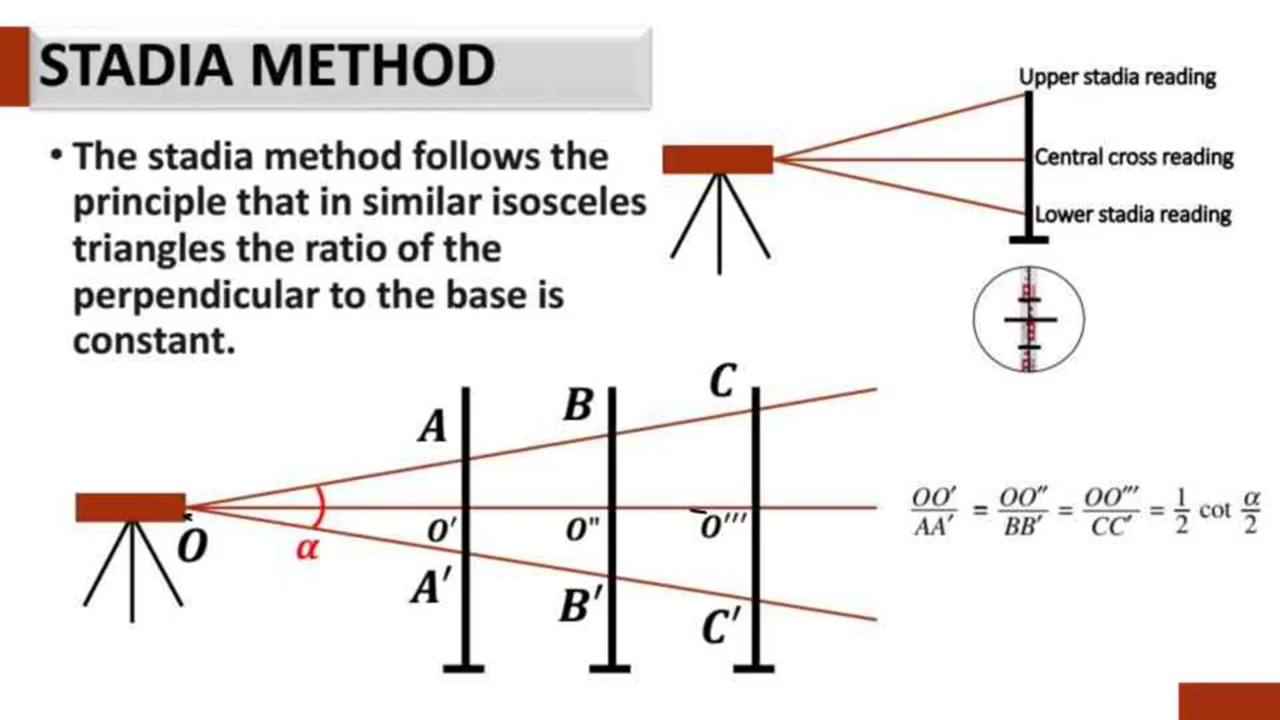 STADIA METHOD
• The stadia method follows the
principle that in similar isosceles
triangles the ratio of the
perpendicular to the base is
constant.
Upper stadia reading
Central cross reading
Lower stadia reading
A
B
C
O
α
O′
O"
O′′′
A′
B′
C′
OO′/AA′ = OO″/BB′ = OO‴/CC′ = 1/2 cot α/2